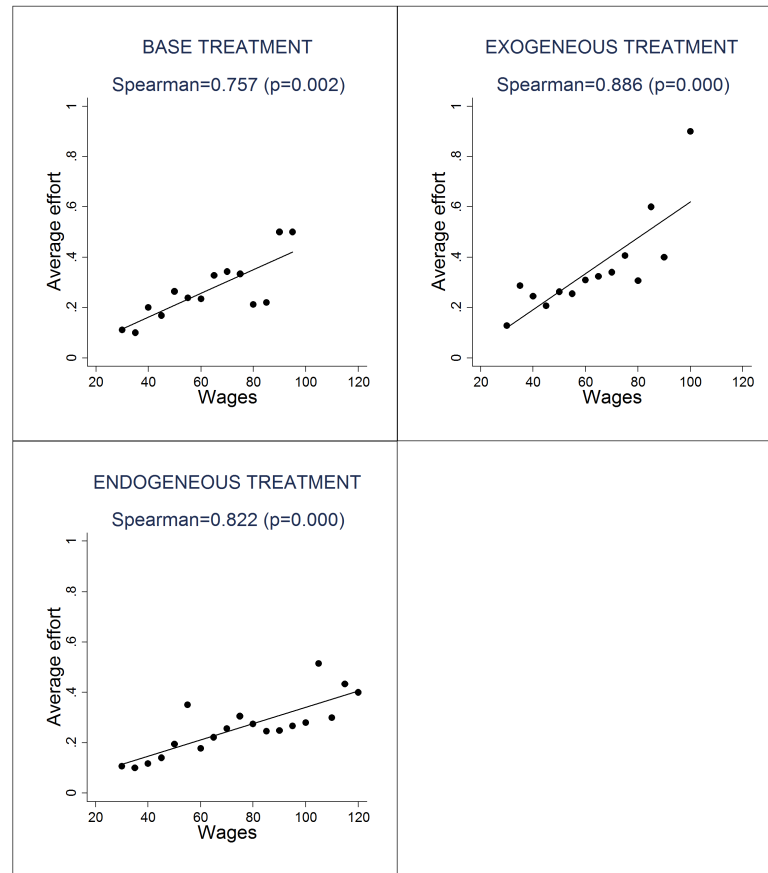 BASE TREATMENT
Spearman=0.757 (p=0.002)
Average effort
1
.8
.6
.4
.2
0
20 40 60 80 100 120
Wages
EXOGENEOUS TREATMENT
Spearman=0.886 (p=0.000)
Average effort
1
.8
.6
.4
.2
0
20 40 60 80 100 120
Wages
ENDOGENEOUS TREATMENT
Spearman=0.822 (p=0.000)
Average effort
1
.8
.6
.4
.2
0
20 40 60 80 100 120
Wages